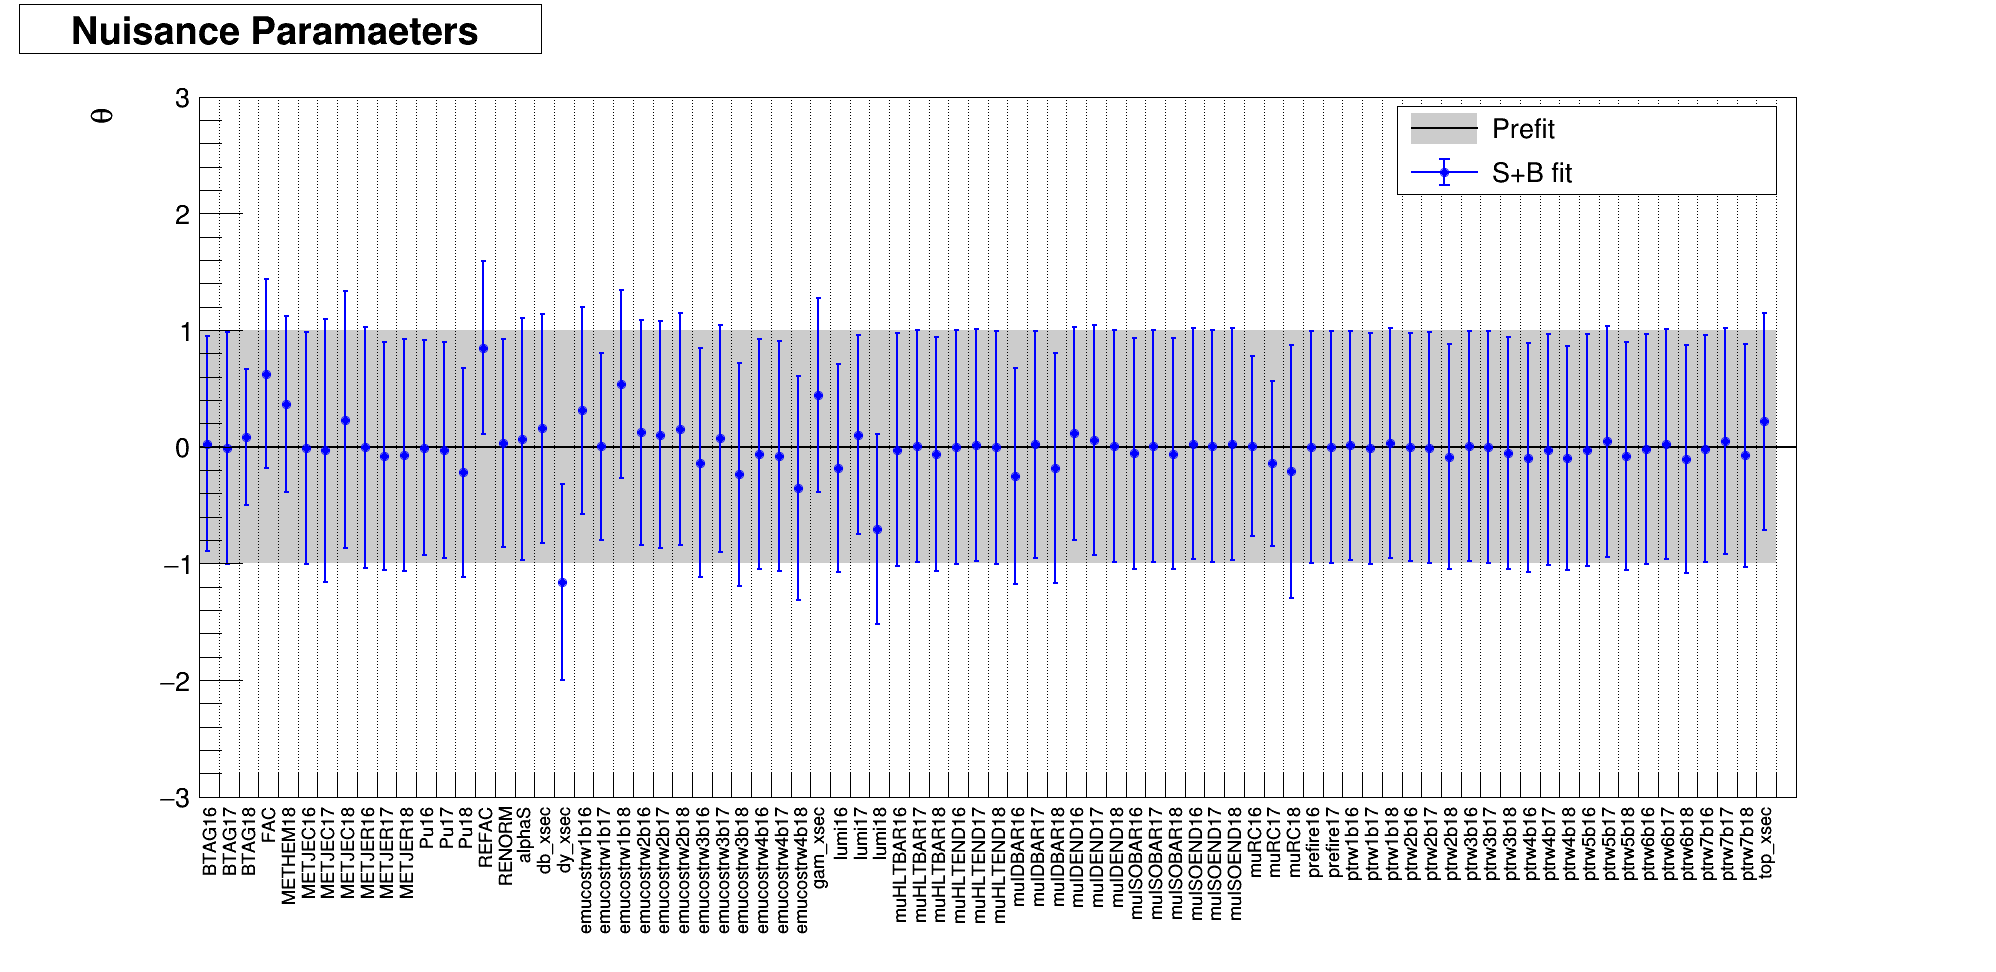 Nuisance Paramaeters
θ
3
2
1
0
−1
−2
−3
Prefit
S+B fit
BTAG16
BTAG17
BTAG18
FAC
METHEM18
METJEC16
METJEC17
METJEC18
METJER16
METJER17
METJER18
Pu16
Pu17
Pu18
REFAC
RENORM
alphaS
db_xsec
dy_xsec
emucostrw1b16
emucostrw1b17
emucostrw1b18
emucostrw2b16
emucostrw2b17
emucostrw2b18
emucostrw3b16
emucostrw3b17
emucostrw3b18
emucostrw4b16
emucostrw4b17
emucostrw4b18
gam_xsec
lumi16
lumi17
lumi18
muHLTBAR16
muHLTBAR17
muHLTBAR18
muHLTEND16
muHLTEND17
muHLTEND18
muIDBAR16
muIDBAR17
muIDBAR18
muIDEND16
muIDEND17
muIDEND18
muISOBAR16
muISOBAR17
muISOBAR18
muISOEND16
muISOEND17
muISOEND18
muRC16
muRC17
muRC18
prefire16
prefire17
ptrw1b16
ptrw1b17
ptrw1b18
ptrw2b16
ptrw2b17
ptrw2b18
ptrw3b16
ptrw3b17
ptrw3b18
ptrw4b16
ptrw4b17
ptrw4b18
ptrw5b16
ptrw5b17
ptrw5b18
ptrw6b16
ptrw6b17
ptrw6b18
ptrw7b16
ptrw7b17
ptrw7b18
top_xsec